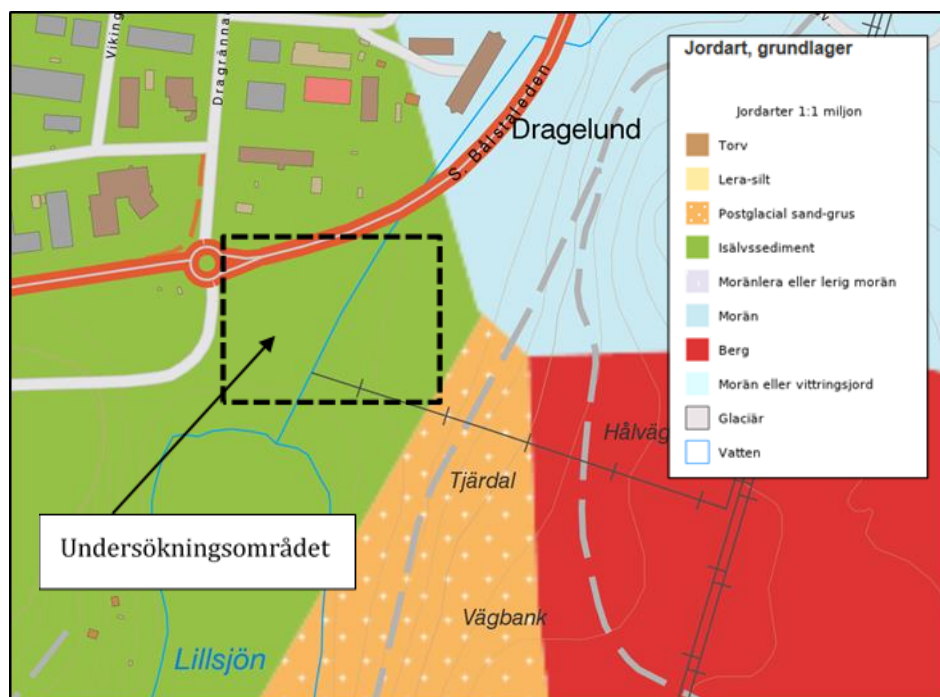 Viking
Dragrännar
S. Bålstaleden
Dragelund
Jordart, grundlager
Jordarter 1:1 miljon
Torv
Lera-silt
Postglacial sand-grus
Isälvssediment
Moränlera eller lerig morän
Morän
Berg
Morän eller vittringsjord
Glaciär
Vatten
Hålväg
Tjärdal
Undersökningsområdet
Vägbank
Lillsjön